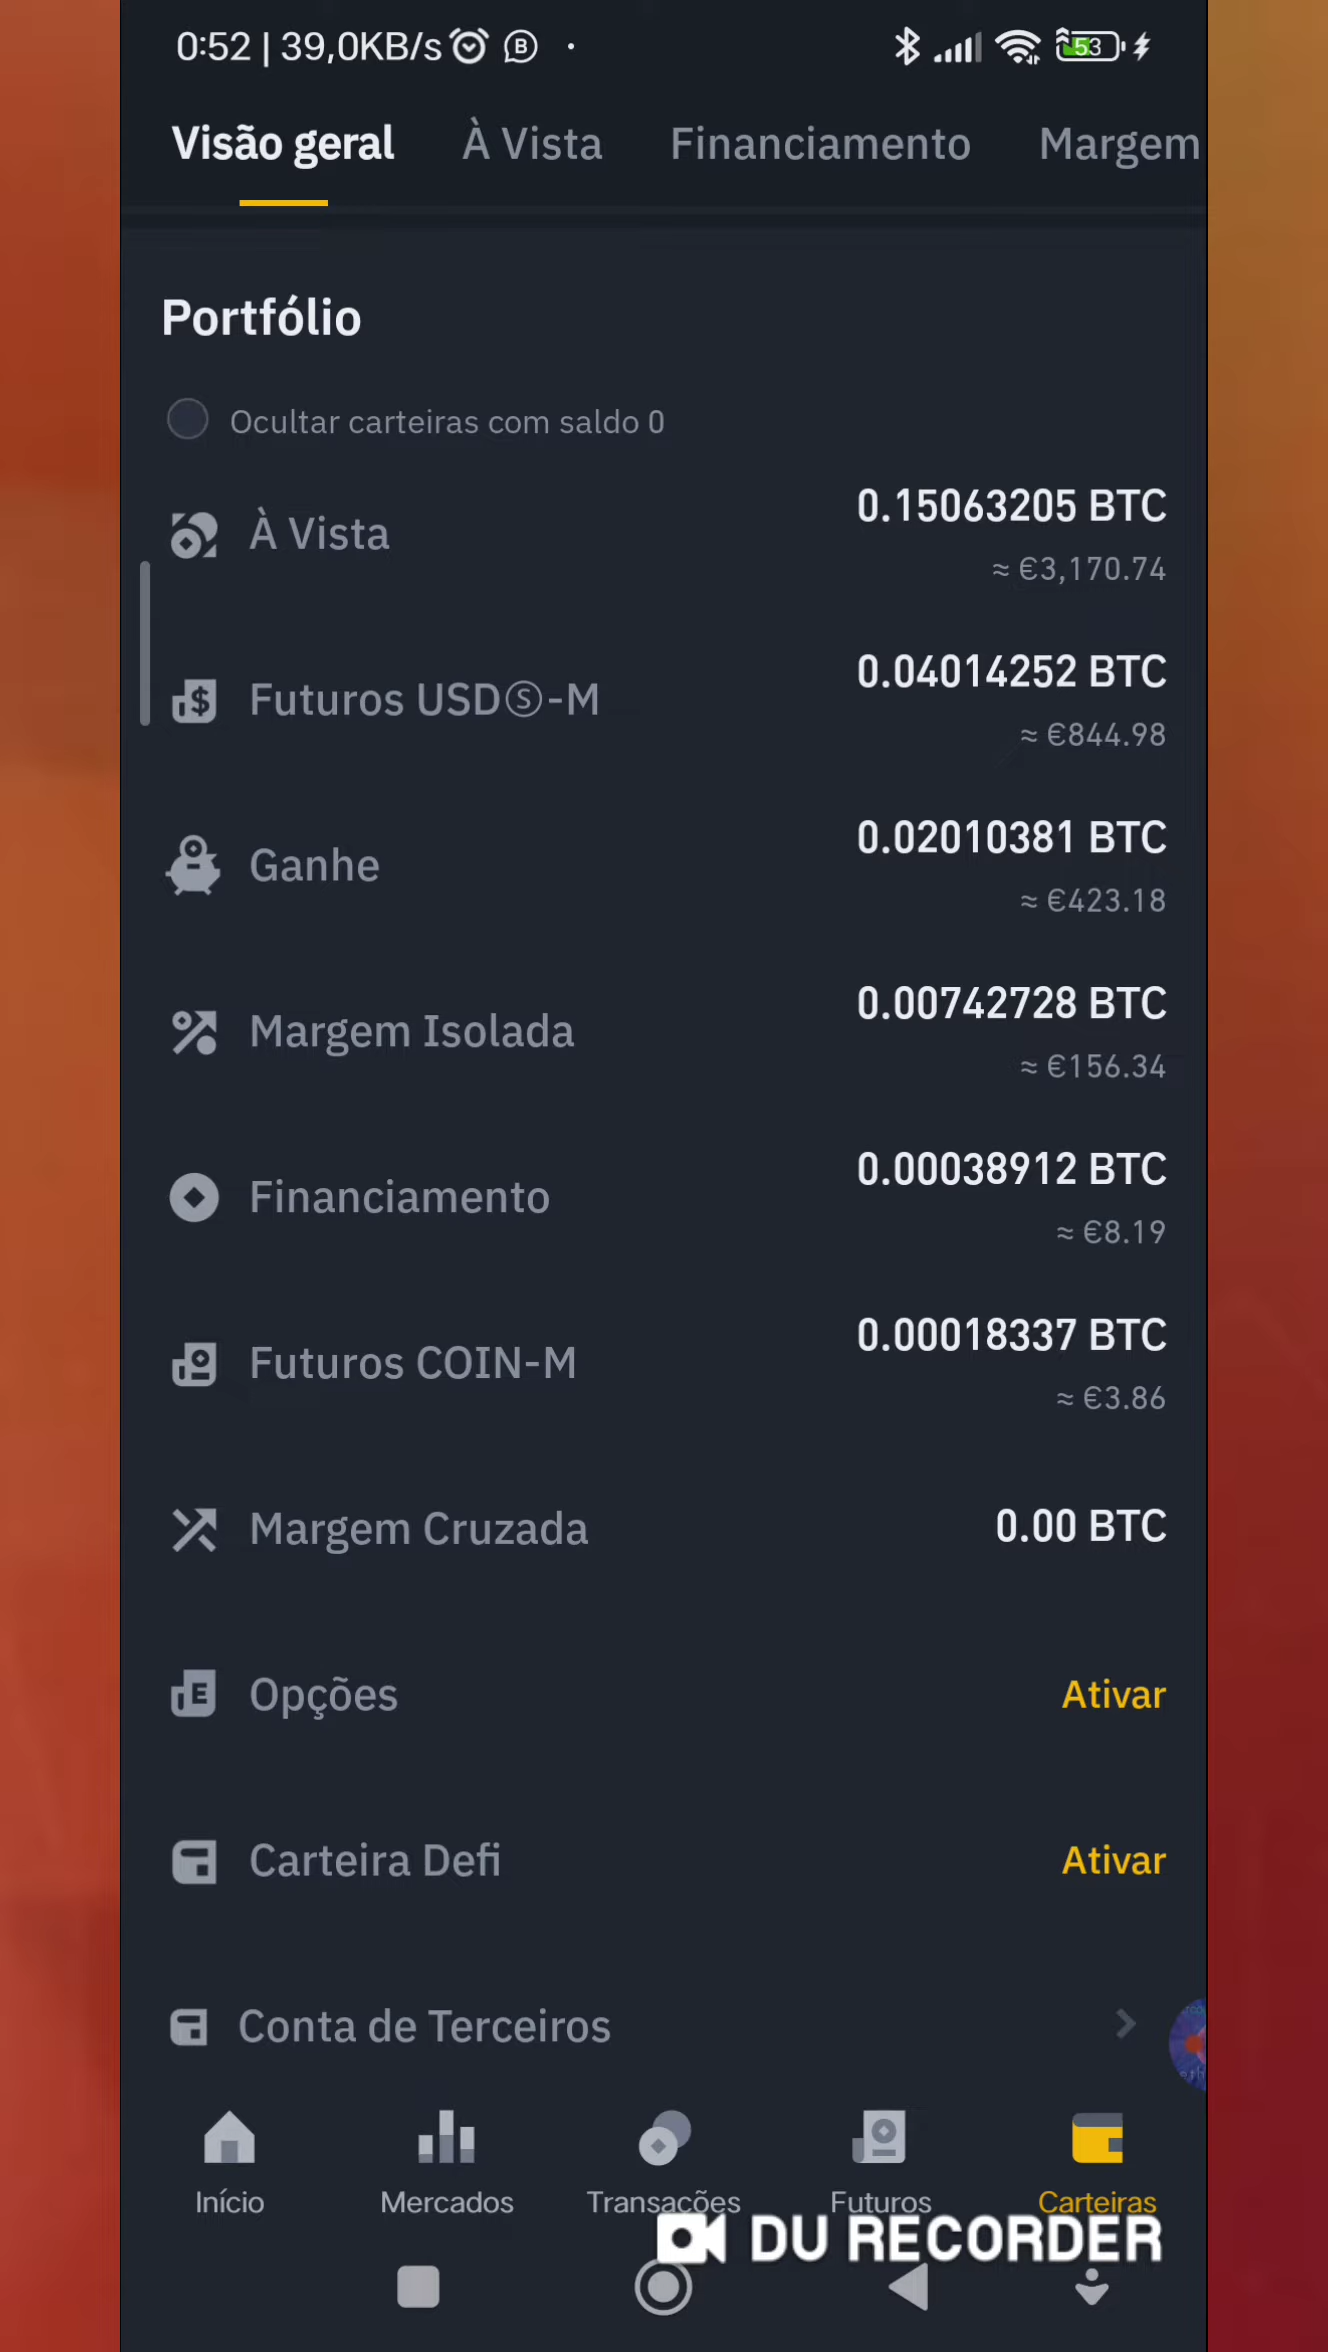 0:52 | 39,0KB/s B 53
Visão geral À Vista Financiamento Margem
Portfólio
Ocultar carteiras com saldo 0
À Vista 0.15063205 BTC
≈ €3,170.74
Futuros USDⓈ-M 0.04014252 BTC
≈ €844.98
Ganhe 0.02010381 BTC
≈ €423.18
Margem Isolada 0.00742728 BTC
≈ €156.34
Financiamento 0.00038912 BTC
≈ €8.19
Futuros COIN-M 0.00018337 BTC
≈ €3.86
Margem Cruzada 0.00 BTC
Opções Ativar
Carteira Defi Ativar
Conta de Terceiros
Início Mercados Transações Futuros Carteiras
DU RECORDER